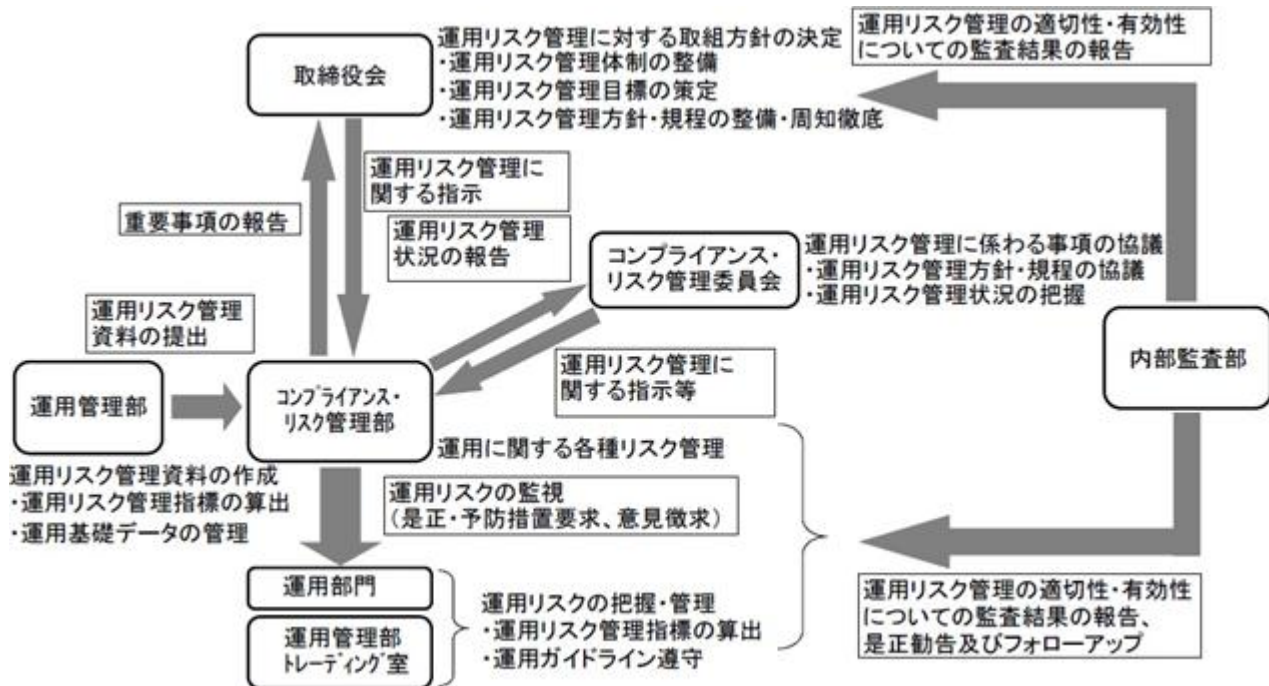 取締役会
運用リスク管理に対する取組方針の決定
・運用リスク管理体制の整備
・運用リスク管理目標の策定
・運用リスク管理方針・規程の整備・周知徹底
運用リスク管理の適切性・有効性
についての監査結果の報告
重要事項の報告
運用リスク管理に
関する指示
運用リスク管理
状況の報告
コンプライアンス・
リスク管理委員会
運用リスク管理に係わる事項の協議
・運用リスク管理方針・規程の協議
・運用リスク管理状況の把握
運用リスク管理
資料の提出
運用管理部
コンプライアンス・
リスク管理部
運用リスク管理に
関する指示等
内部監査部
運用に関する各種リスク管理
運用リスク管理資料の作成
・運用リスク管理指標の算出
・運用基礎データの管理
運用リスクの監視
(是正・予防措置要求、意見徴求)
運用部門
運用管理部
トレーディング室
運用リスクの把握・管理
・運用リスク管理指標の算出
・運用ガイドライン遵守
運用リスク管理の適切性・有効性
についての監査結果の報告、
是正勧告及びフォローアップ